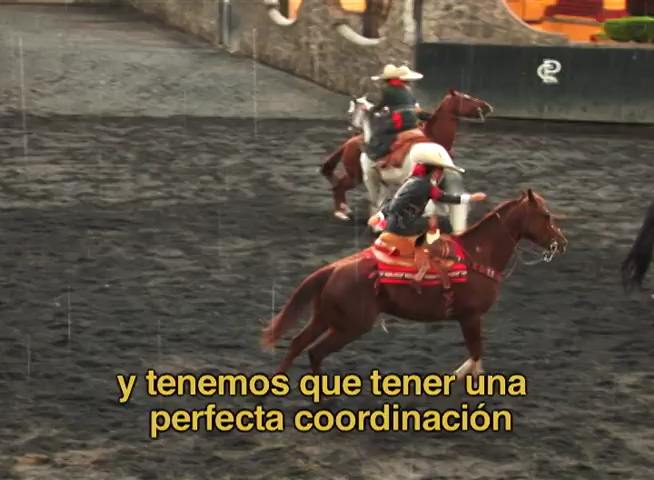 y tenemos que tener una
perfecta coordinación